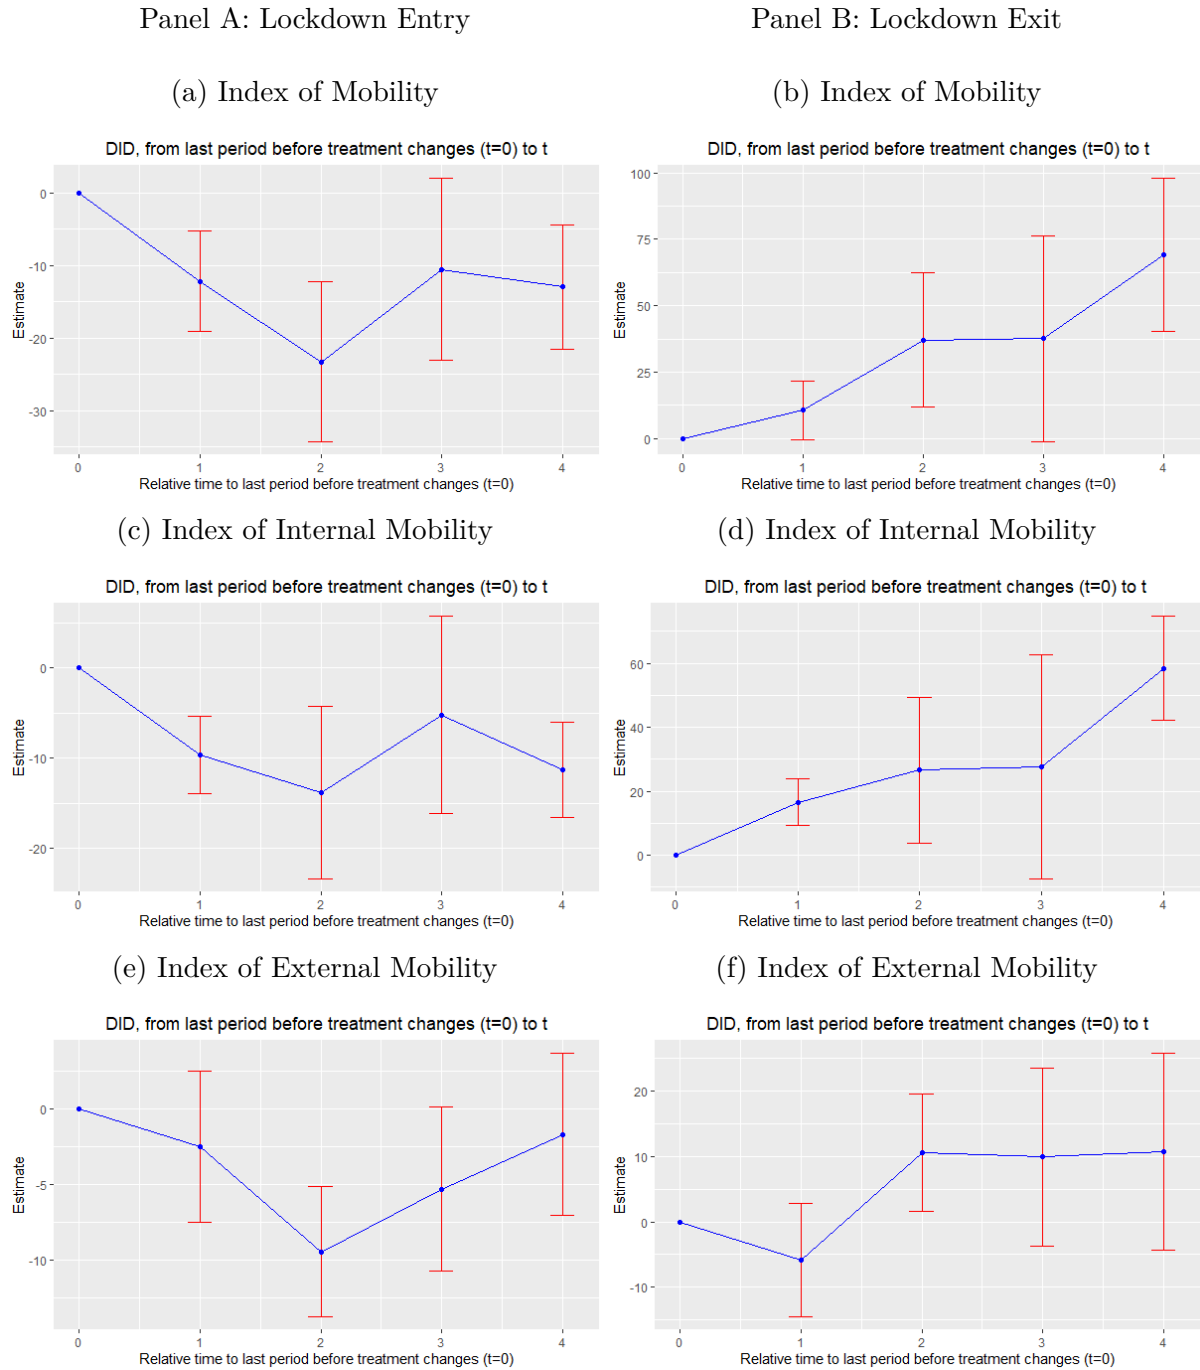 Panel A: Lockdown Entry
Panel B: Lockdown Exit
(a) Index of Mobility
DID, from last period before treatment changes (t=0) to t
Estimate
0
-10
-20
-30
0 1 2 3 4
Relative time to last period before treatment changes (t=0)
(b) Index of Mobility
DID, from last period before treatment changes (t=0) to t
Estimate
100
75
50
25
0
0 1 2 3 4
Relative time to last period before treatment changes (t=0)
(c) Index of Internal Mobility
DID, from last period before treatment changes (t=0) to t
Estimate
0
-10
-20
0 1 2 3 4
Relative time to last period before treatment changes (t=0)
(d) Index of Internal Mobility
DID, from last period before treatment changes (t=0) to t
Estimate
60
40
20
0
0 1 2 3 4
Relative time to last period before treatment changes (t=0)
(e) Index of External Mobility
DID, from last period before treatment changes (t=0) to t
Estimate
0
-5
-10
0 1 2 3 4
Relative time to last period before treatment changes (t=0)
(f) Index of External Mobility
DID, from last period before treatment changes (t=0) to t
Estimate
20
10
0
-10
0 1 2 3 4
Relative time to last period before treatment changes (t=0)